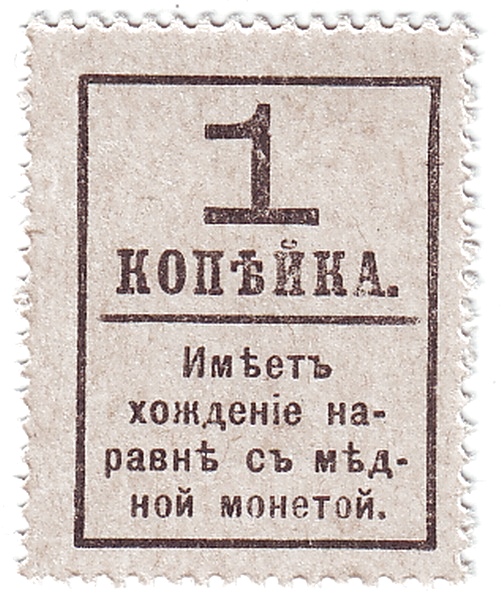 1
КОПѢЙКА.
Имѣетъ
хожденіе на-
равнѣ съ мѣд-
ной монетой.